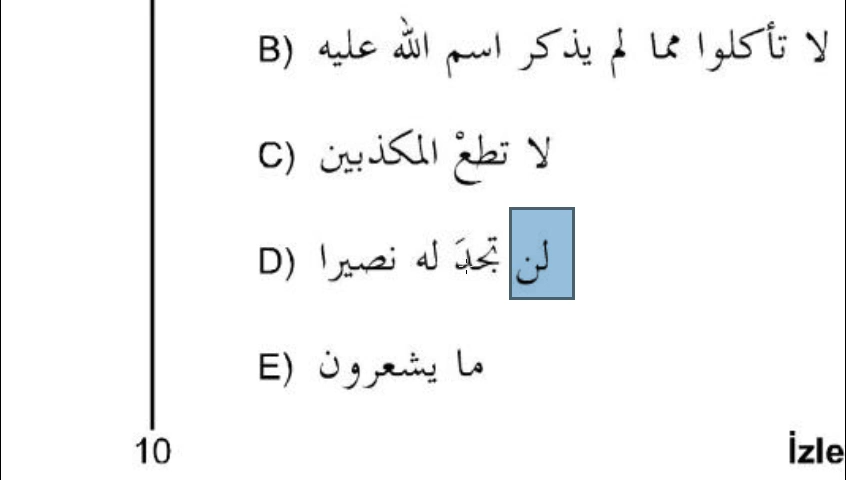 B) لا تأكلوا مما لم يذكر اسم الله عليه
C) لا تطعْ المكذبين
D) لن تجدَ له نصيرا
E) ما يشعرون
10
İzle